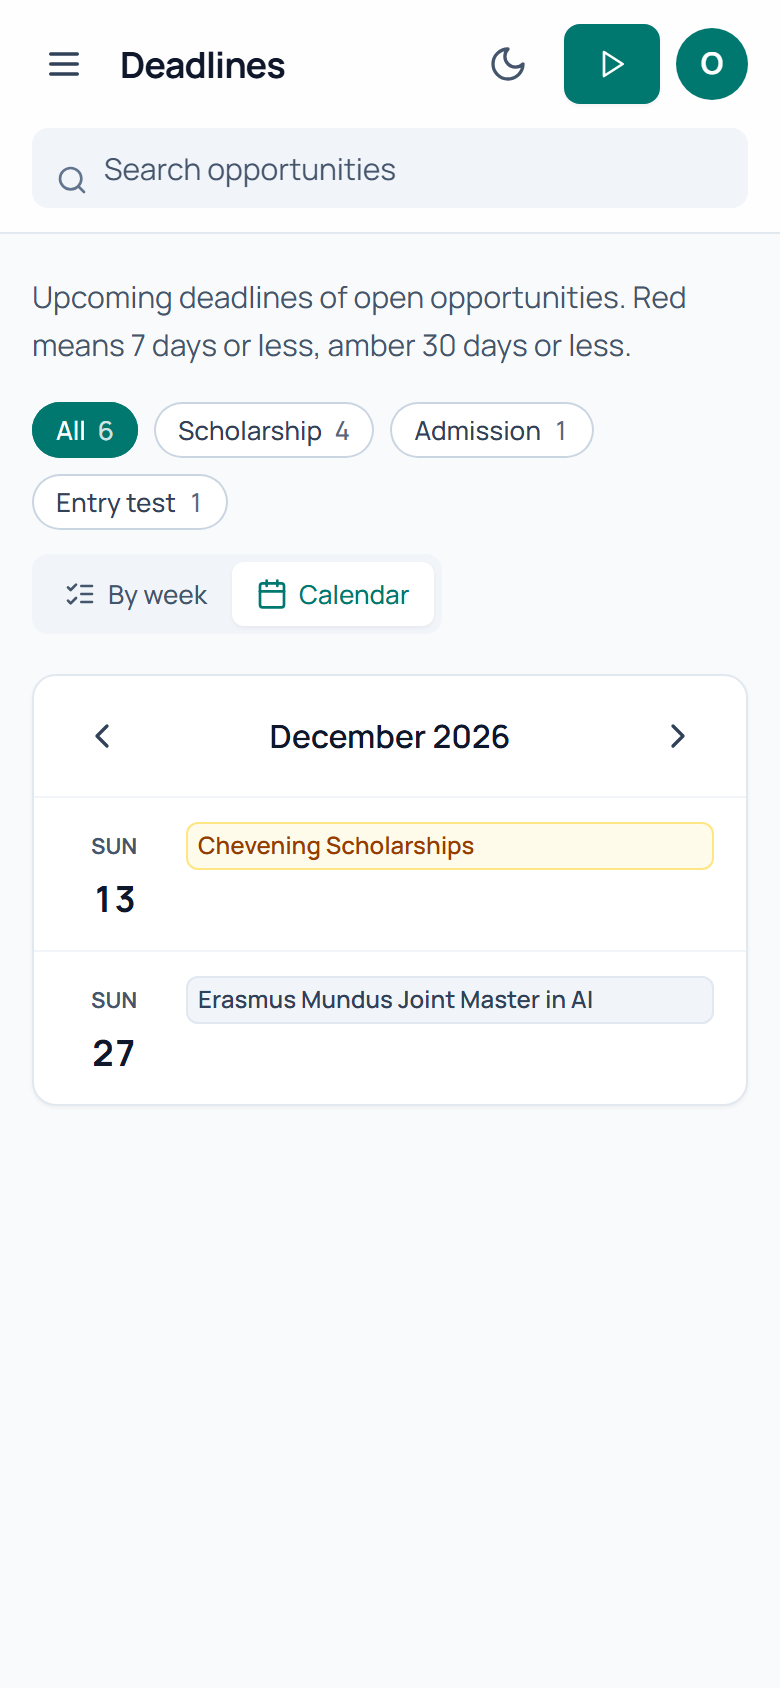 Deadlines
O
Search opportunities
Upcoming deadlines of open opportunities. Red
means 7 days or less, amber 30 days or less.
All 6
Scholarship 4
Admission 1
Entry test 1
By week
Calendar
December 2026
SUN
13
Chevening Scholarships
SUN
27
Erasmus Mundus Joint Master in AI